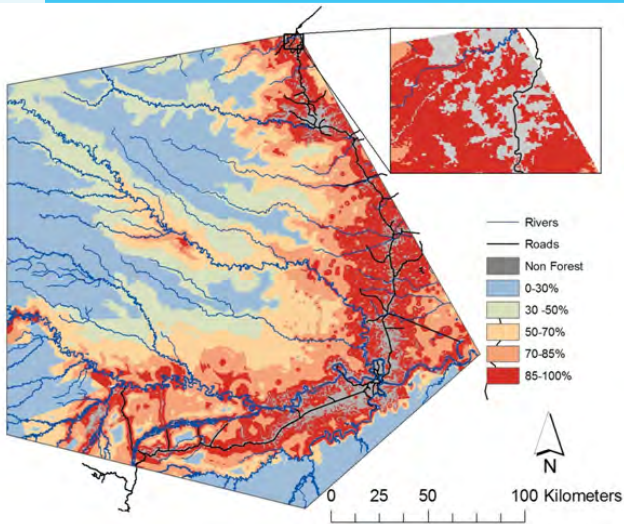 Rivers
Roads
Non Forest
0-30%
30 -50%
50-70%
70-85%
85-100%
N
0 25 50 100 Kilometers